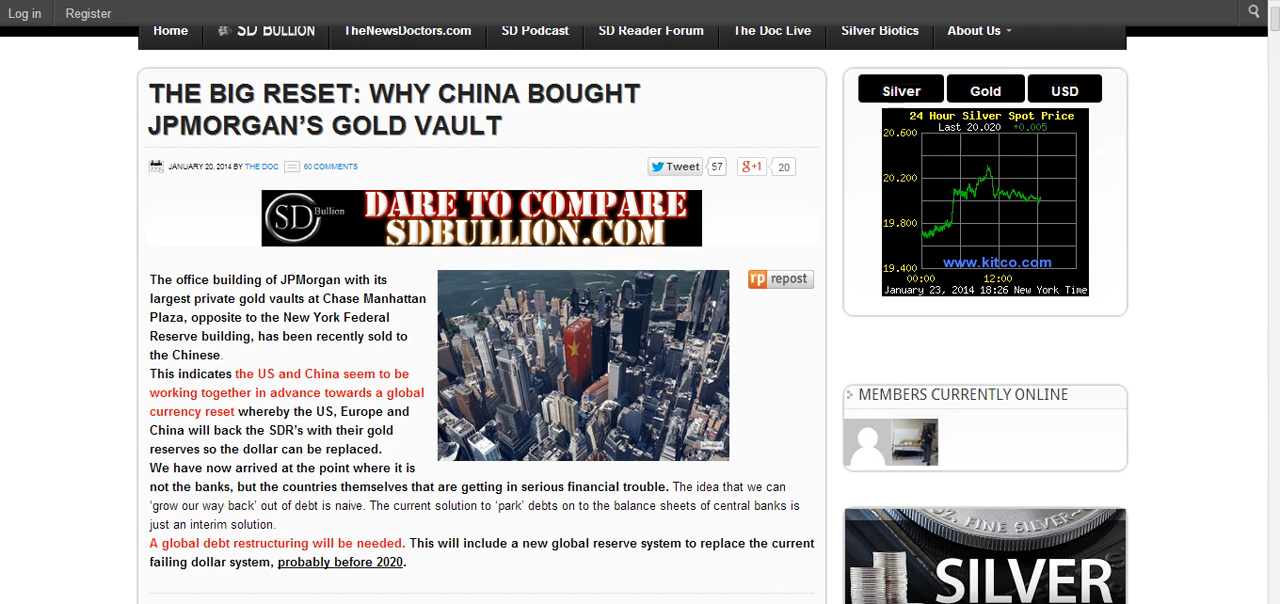 Log in Register
Home SD BULLION TheNewsDoctors.com SD Podcast SD Reader Forum The Doc Live Silver Biotics About Us
THE BIG RESET: WHY CHINA BOUGHT
JPMORGAN’S GOLD VAULT
JANUARY 20, 2014 BY THE DOC 60 COMMENTS
Tweet 57 g+1 20
SD Bullion DARE TO COMPARE
SDBULLION.COM
rp repost
The office building of JPMorgan with its
largest private gold vaults at Chase Manhattan
Plaza, opposite to the New York Federal
Reserve building, has been recently sold to
the Chinese.
This indicates the US and China seem to be
working together in advance towards a global
currency reset whereby the US, Europe and
China will back the SDR’s with their gold
reserves so the dollar can be replaced.
We have now arrived at the point where it is
not the banks, but the countries themselves that are getting in serious financial trouble. The idea that we can
‘grow our way back’ out of debt is naive. The current solution to ‘park’ debts on to the balance sheets of central banks is
just an interim solution.
A global debt restructuring will be needed. This will include a new global reserve system to replace the current
failing dollar system, probably before 2020.
Silver Gold USD
24 Hour Silver Spot Price
Last 20.020 +0.005
20.600
20.200
19.800
19.400
www.kitco.com
00:00 12:00
January 23, 2014 18:26 New York Time
MEMBERS CURRENTLY ONLINE
OZ. FINE SILVER
SILVER